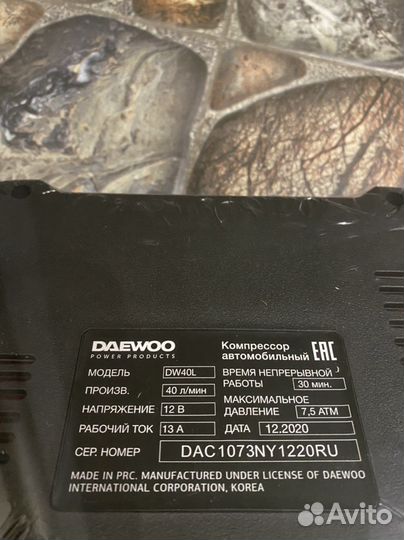 DAEWOO
POWER PRODUCTS
Компрессор
автомобильный
EAC
МОДЕЛЬ DW40L
ПРОИЗВ. 40 л/мин
НАПРЯЖЕНИЕ 12 В
РАБОЧИЙ ТОК 13 А
ВРЕМЯ НЕПРЕРЫВНОЙ
РАБОТЫ 30 мин.
МАКСИМАЛЬНОЕ
ДАВЛЕНИЕ 7,5 АТМ
ДАТА 12.2020
СЕР. НОМЕР DAC1073NY1220RU
MADE IN PRC. MANUFACTURED UNDER LICENSE OF DAEWOO
INTERNATIONAL CORPORATION, KOREA
Avito